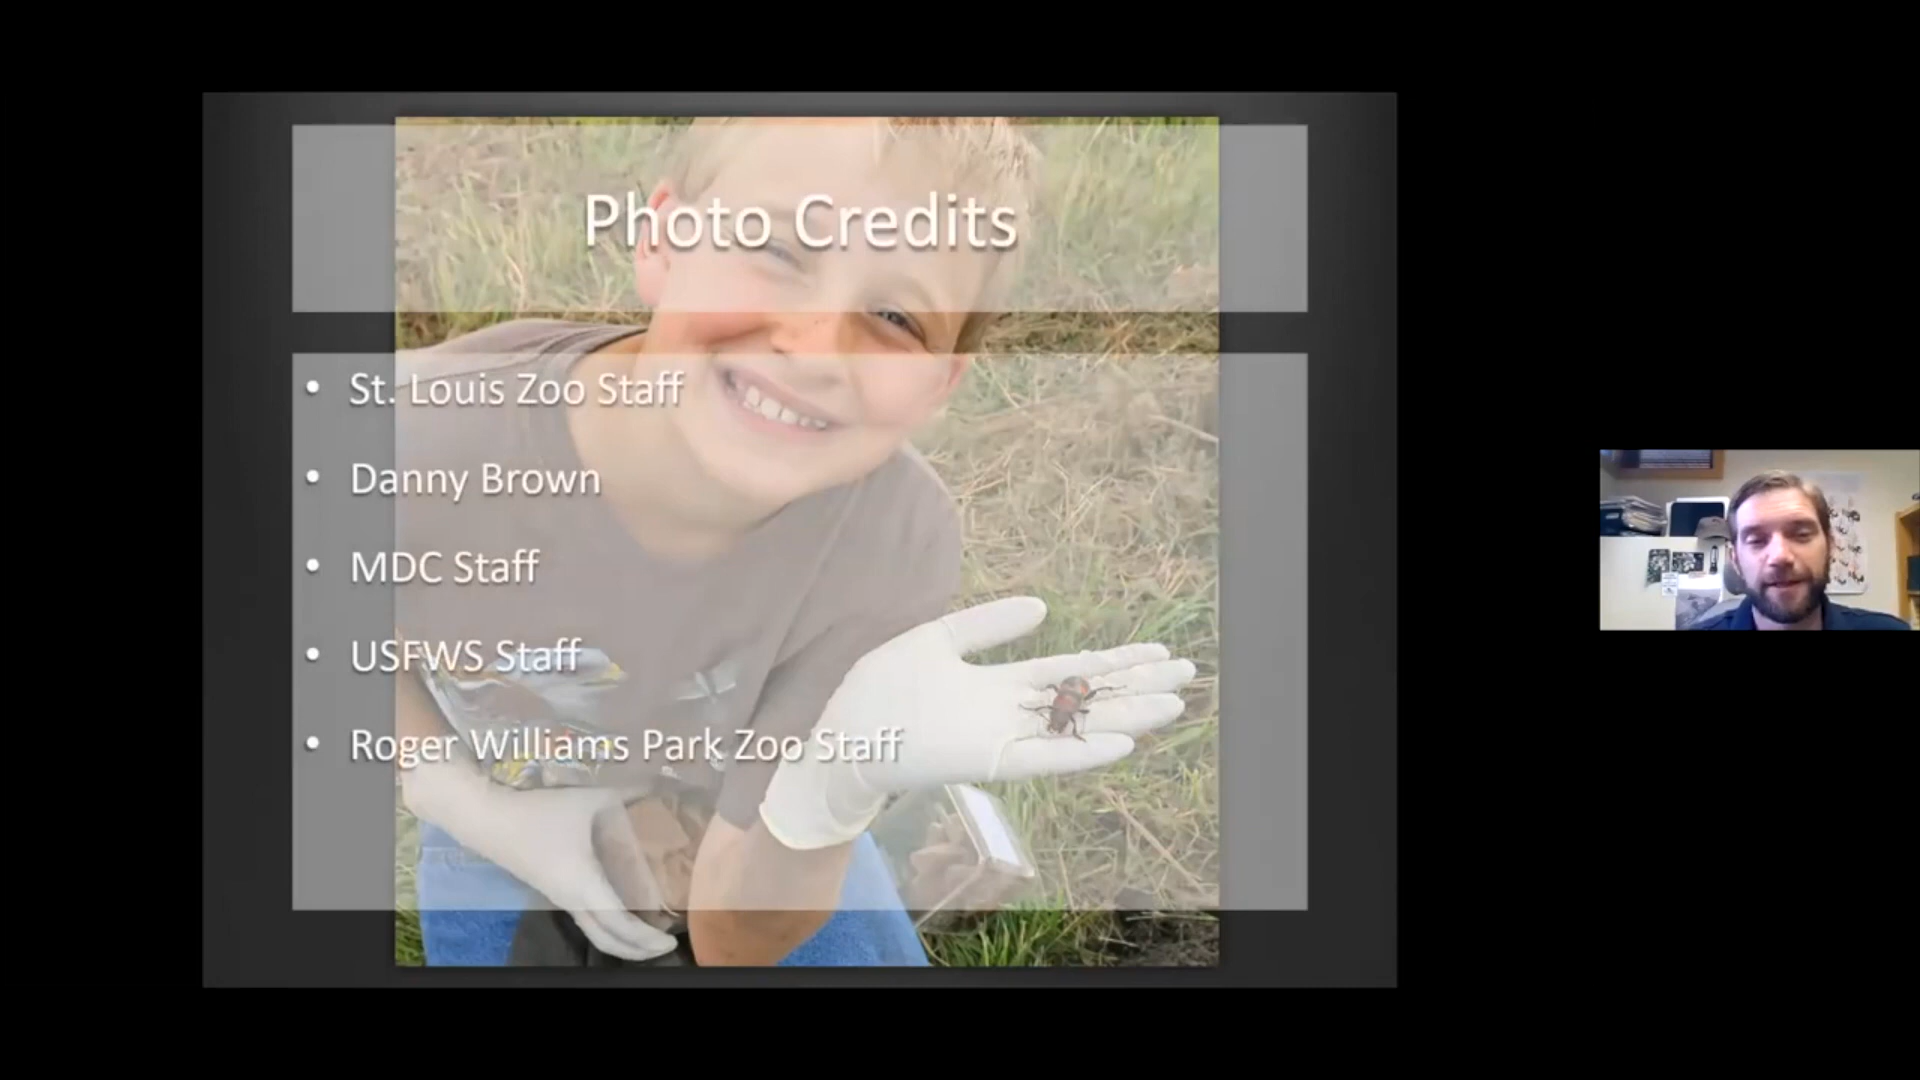 Photo Credits
• St. Louis Zoo Staff
• Danny Brown
• MDC Staff
• USFWS Staff
• Roger Williams Park Zoo Staff